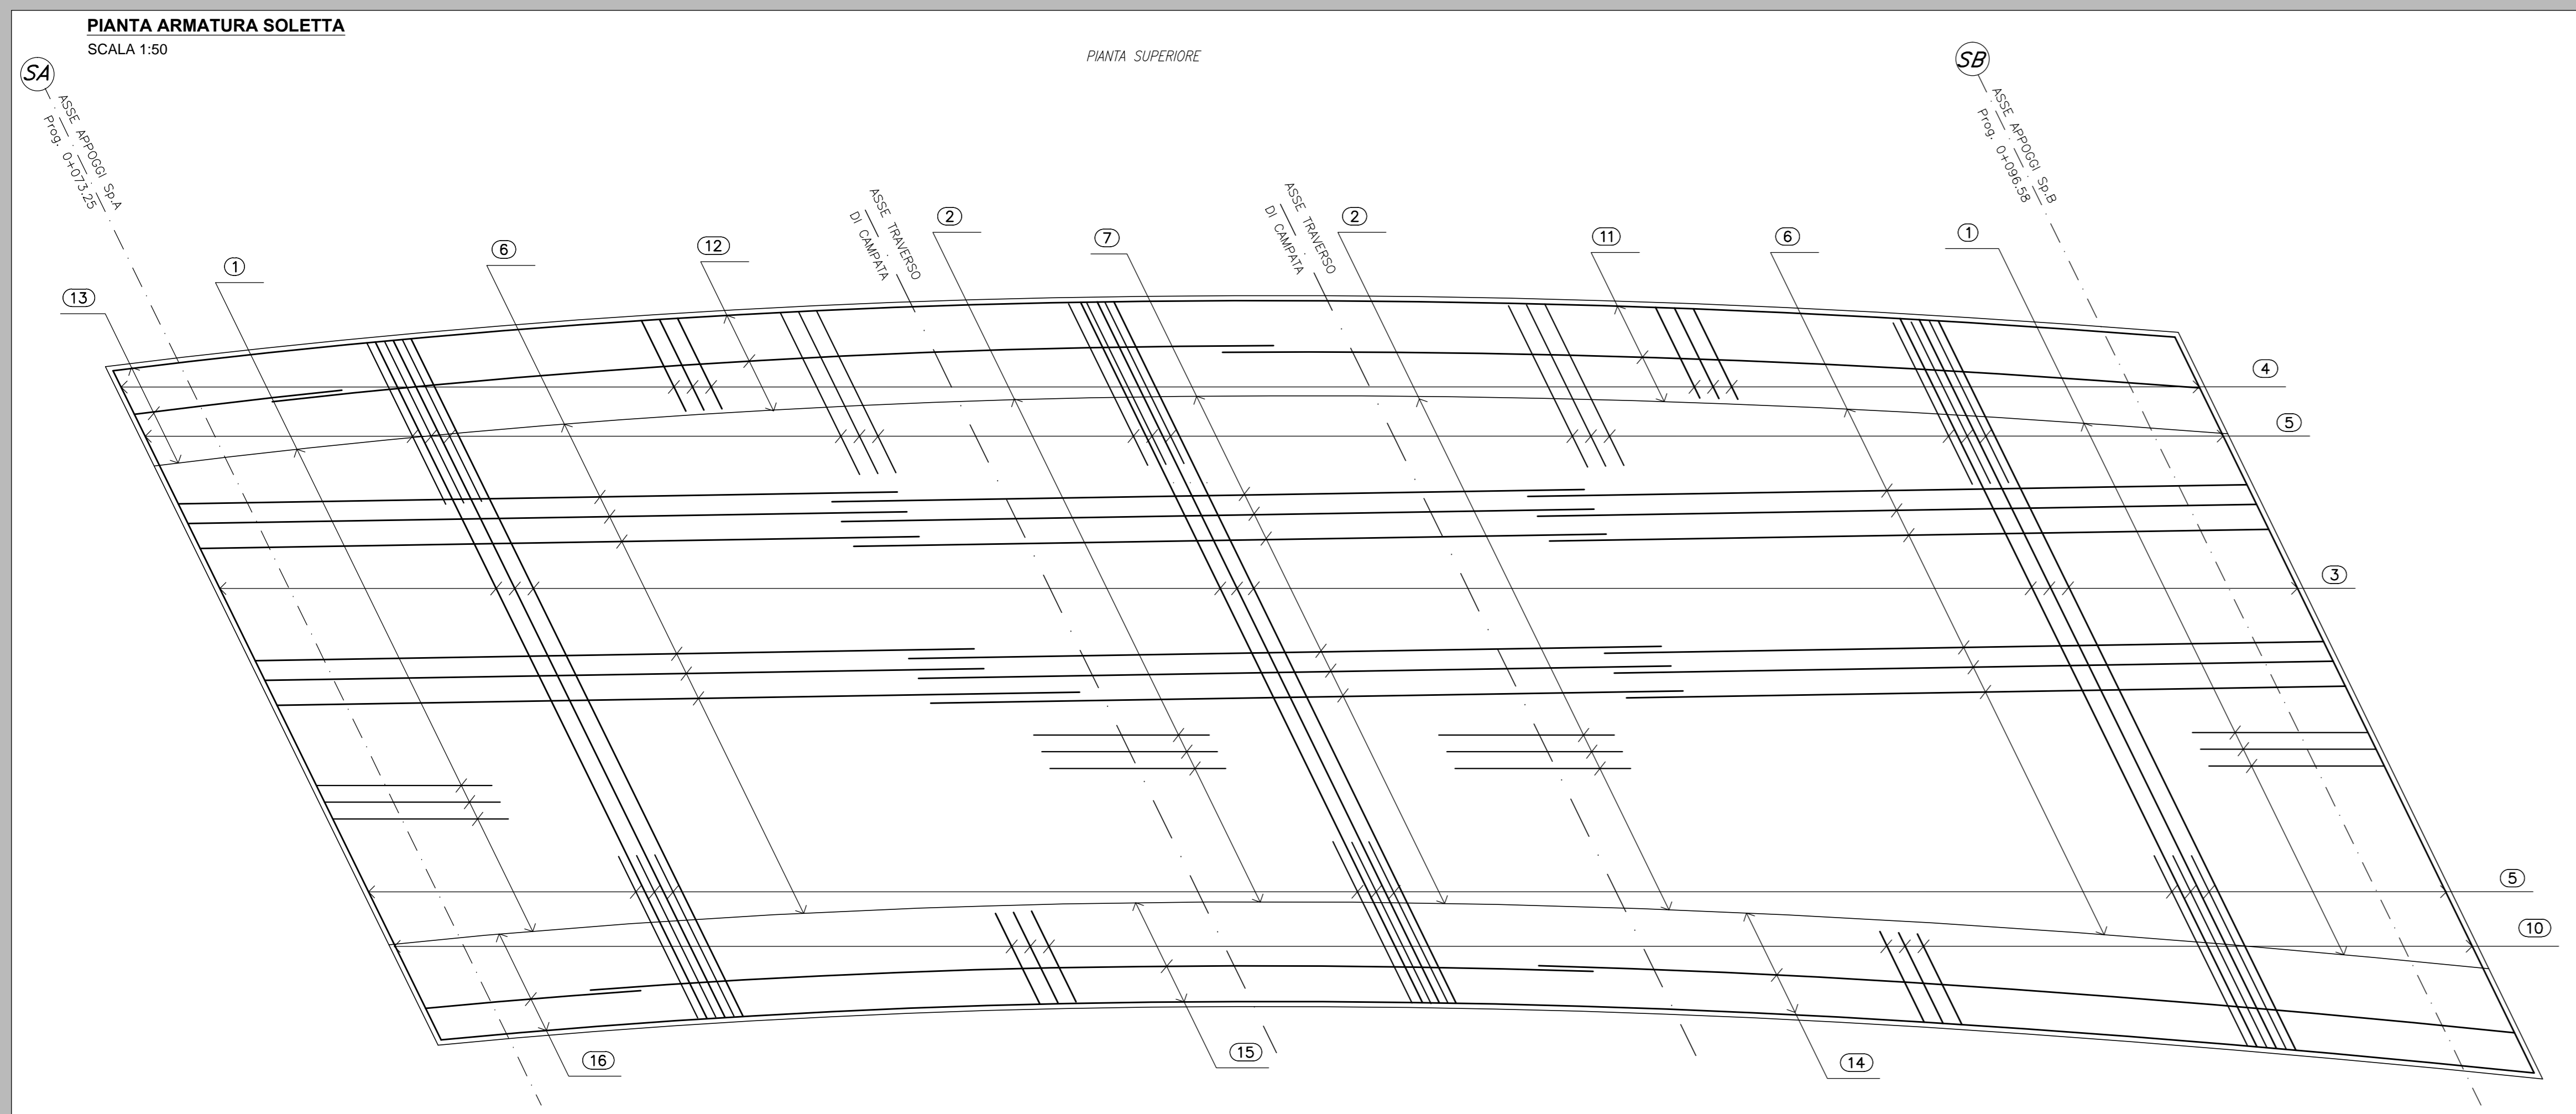 PIANTA ARMATURA SOLETTA
SCALA 1:50
PIANTA SUPERIORE
SA
ASSE APPOGGI Sp.A
Prog. 0+073.25
SB
ASSE APPOGGI Sp.B
Prog. 0+096.58
ASSE TRAVERSO
DI CAMPATA
ASSE TRAVERSO
DI CAMPATA
13
1
6
12
2
7
2
11
6
1
4
5
3
5
10
16
15
14